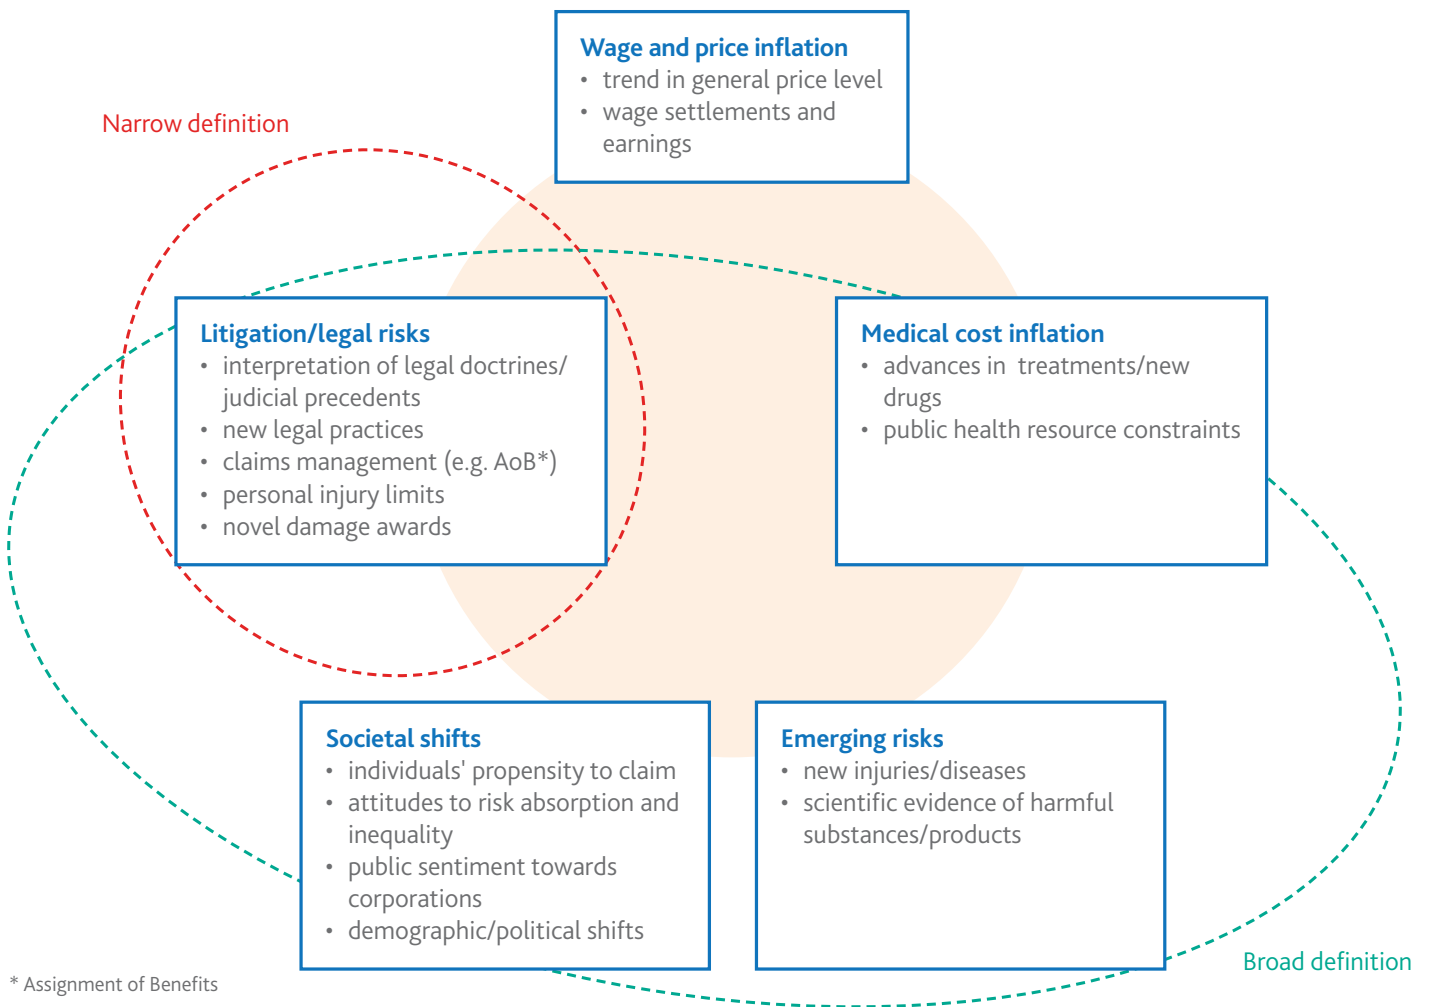 Wage and price inflation
• trend in general price level
• wage settlements and
earnings
Narrow definition
Litigation/legal risks
• interpretation of legal doctrines/
judicial precedents
• new legal practices
• claims management (e.g. AoB*)
• personal injury limits
• novel damage awards
Medical cost inflation
• advances in treatments/new
drugs
• public health resource constraints
Societal shifts
• individuals' propensity to claim
• attitudes to risk absorption and
inequality
• public sentiment towards
corporations
• demographic/political shifts
Emerging risks
• new injuries/diseases
• scientific evidence of harmful
substances/products
Broad definition
* Assignment of Benefits